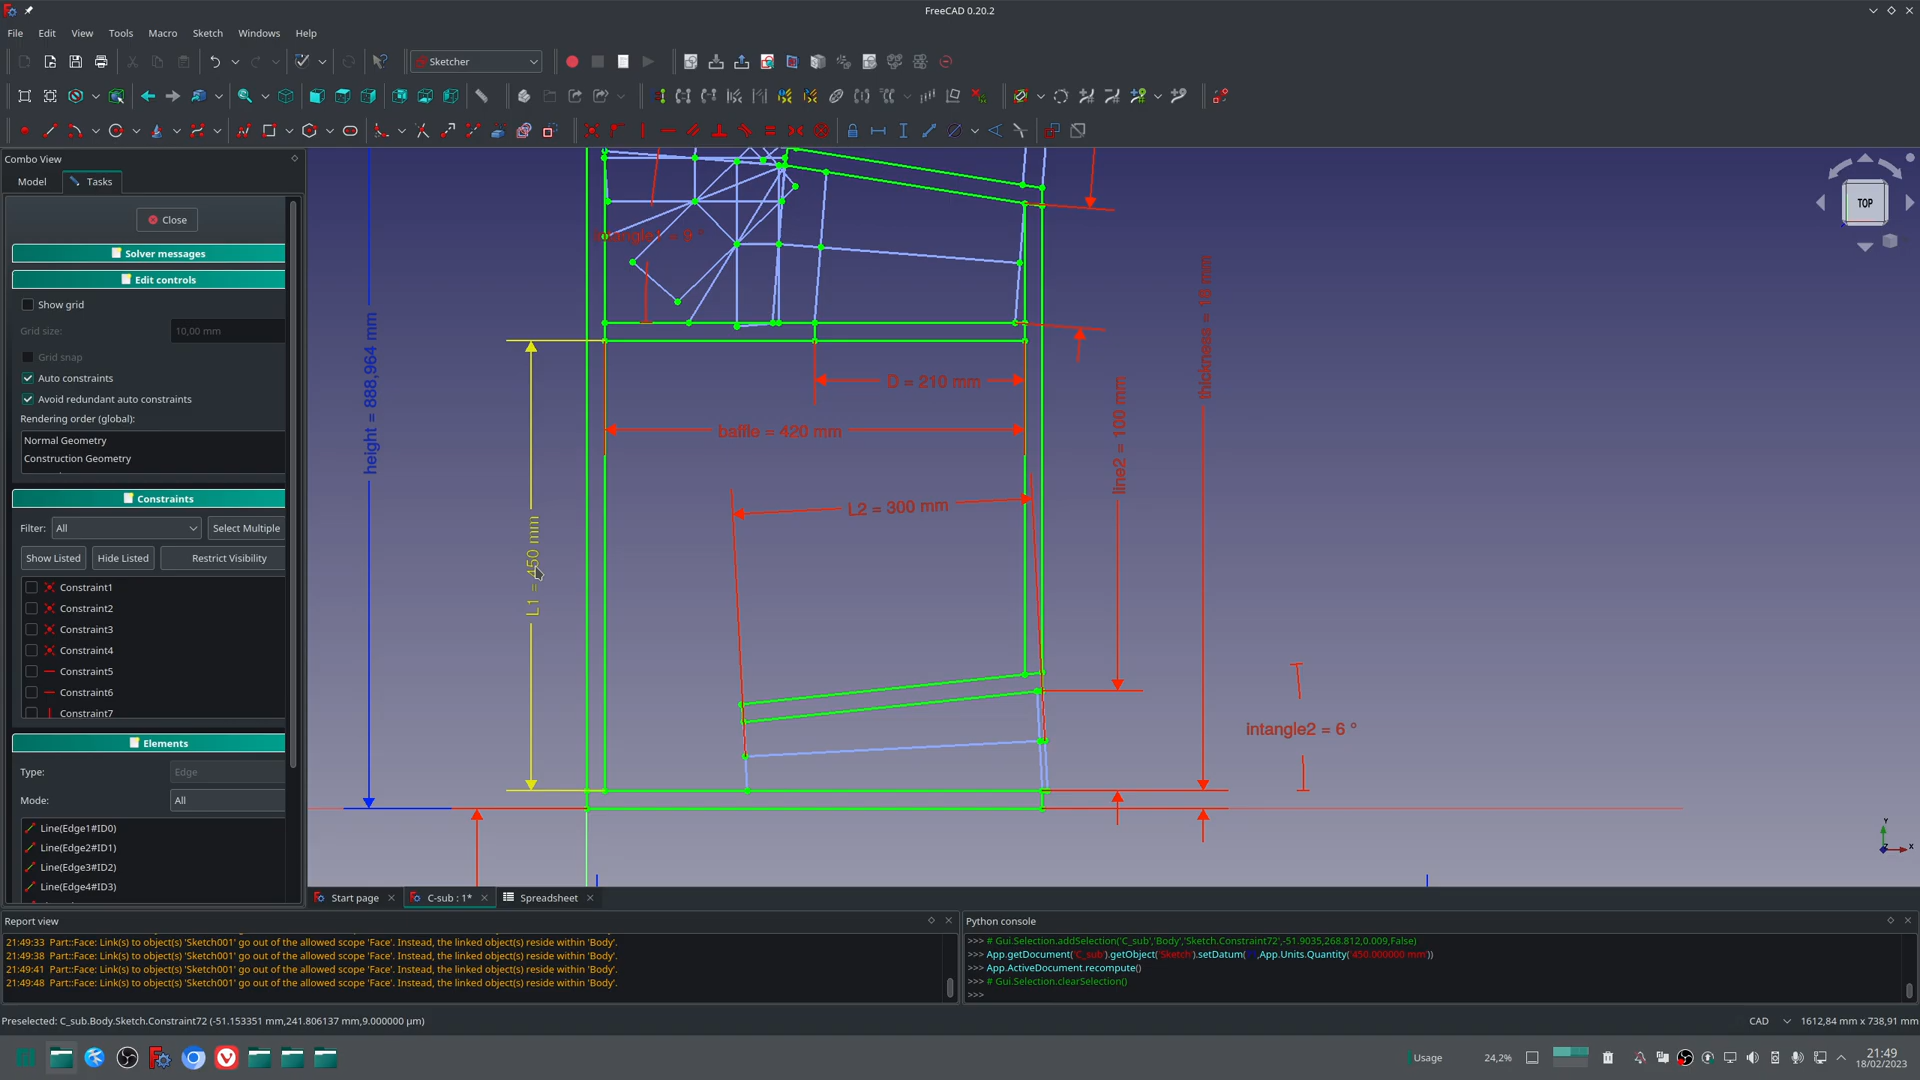 FreeCAD 0.20.2
File Edit View Tools Macro Sketch Windows Help
Sketcher
Combo View
Model Tasks
Close
Solver messages
Edit controls
Show grid
Grid size: 10,00 mm
Grid snap
Auto constraints
Avoid redundant auto constraints
Rendering order (global):
Normal Geometry
Construction Geometry
Constraints
Filter: All Select Multiple
Show Listed Hide Listed Restrict Visibility
Constraint1
Constraint2
Constraint3
Constraint4
Constraint5
Constraint6
Constraint7
Elements
Type: Edge
Mode: All
Line(Edge1#ID0)
Line(Edge2#ID1)
Line(Edge3#ID2)
Line(Edge4#ID3)
TOP
height = 888,964 mm
thickness = 10 mm
D = 210 mm
baffle = 420 mm
line2 = 100 mm
L2 = 300 mm
L1 = 450 mm
intangle2 = 6 °
Y
X
Start page C-sub : 1* Spreadsheet
Report view
21:49:33 Part::Face: Link(s) to object(s) 'Sketch001' go out of the allowed scope 'Face'. Instead, the linked object(s) reside within 'Body'.
21:49:38 Part::Face: Link(s) to object(s) 'Sketch001' go out of the allowed scope 'Face'. Instead, the linked object(s) reside within 'Body'.
21:49:41 Part::Face: Link(s) to object(s) 'Sketch001' go out of the allowed scope 'Face'. Instead, the linked object(s) reside within 'Body'.
21:49:48 Part::Face: Link(s) to object(s) 'Sketch001' go out of the allowed scope 'Face'. Instead, the linked object(s) reside within 'Body'.
Python console
>>> # Gui.Selection.addSelection('C_sub','Body','Sketch.Constraint72',-51.9035,268.812,0.009,False)
>>> App.getDocument('C_sub').getObject('Sketch').setDatum( ,App.Units.Quantity('450.000000 mm'))
>>> App.ActiveDocument.recompute()
>>> # Gui.Selection.clearSelection()
>>>
Preselected: C_sub.Body.Sketch.Constraint72 (-51.153351 mm,241.806137 mm,9.000000 µm)
CAD 1612,84 mm x 738,91 mm
Usage 24,2%
21:49
18/02/2023